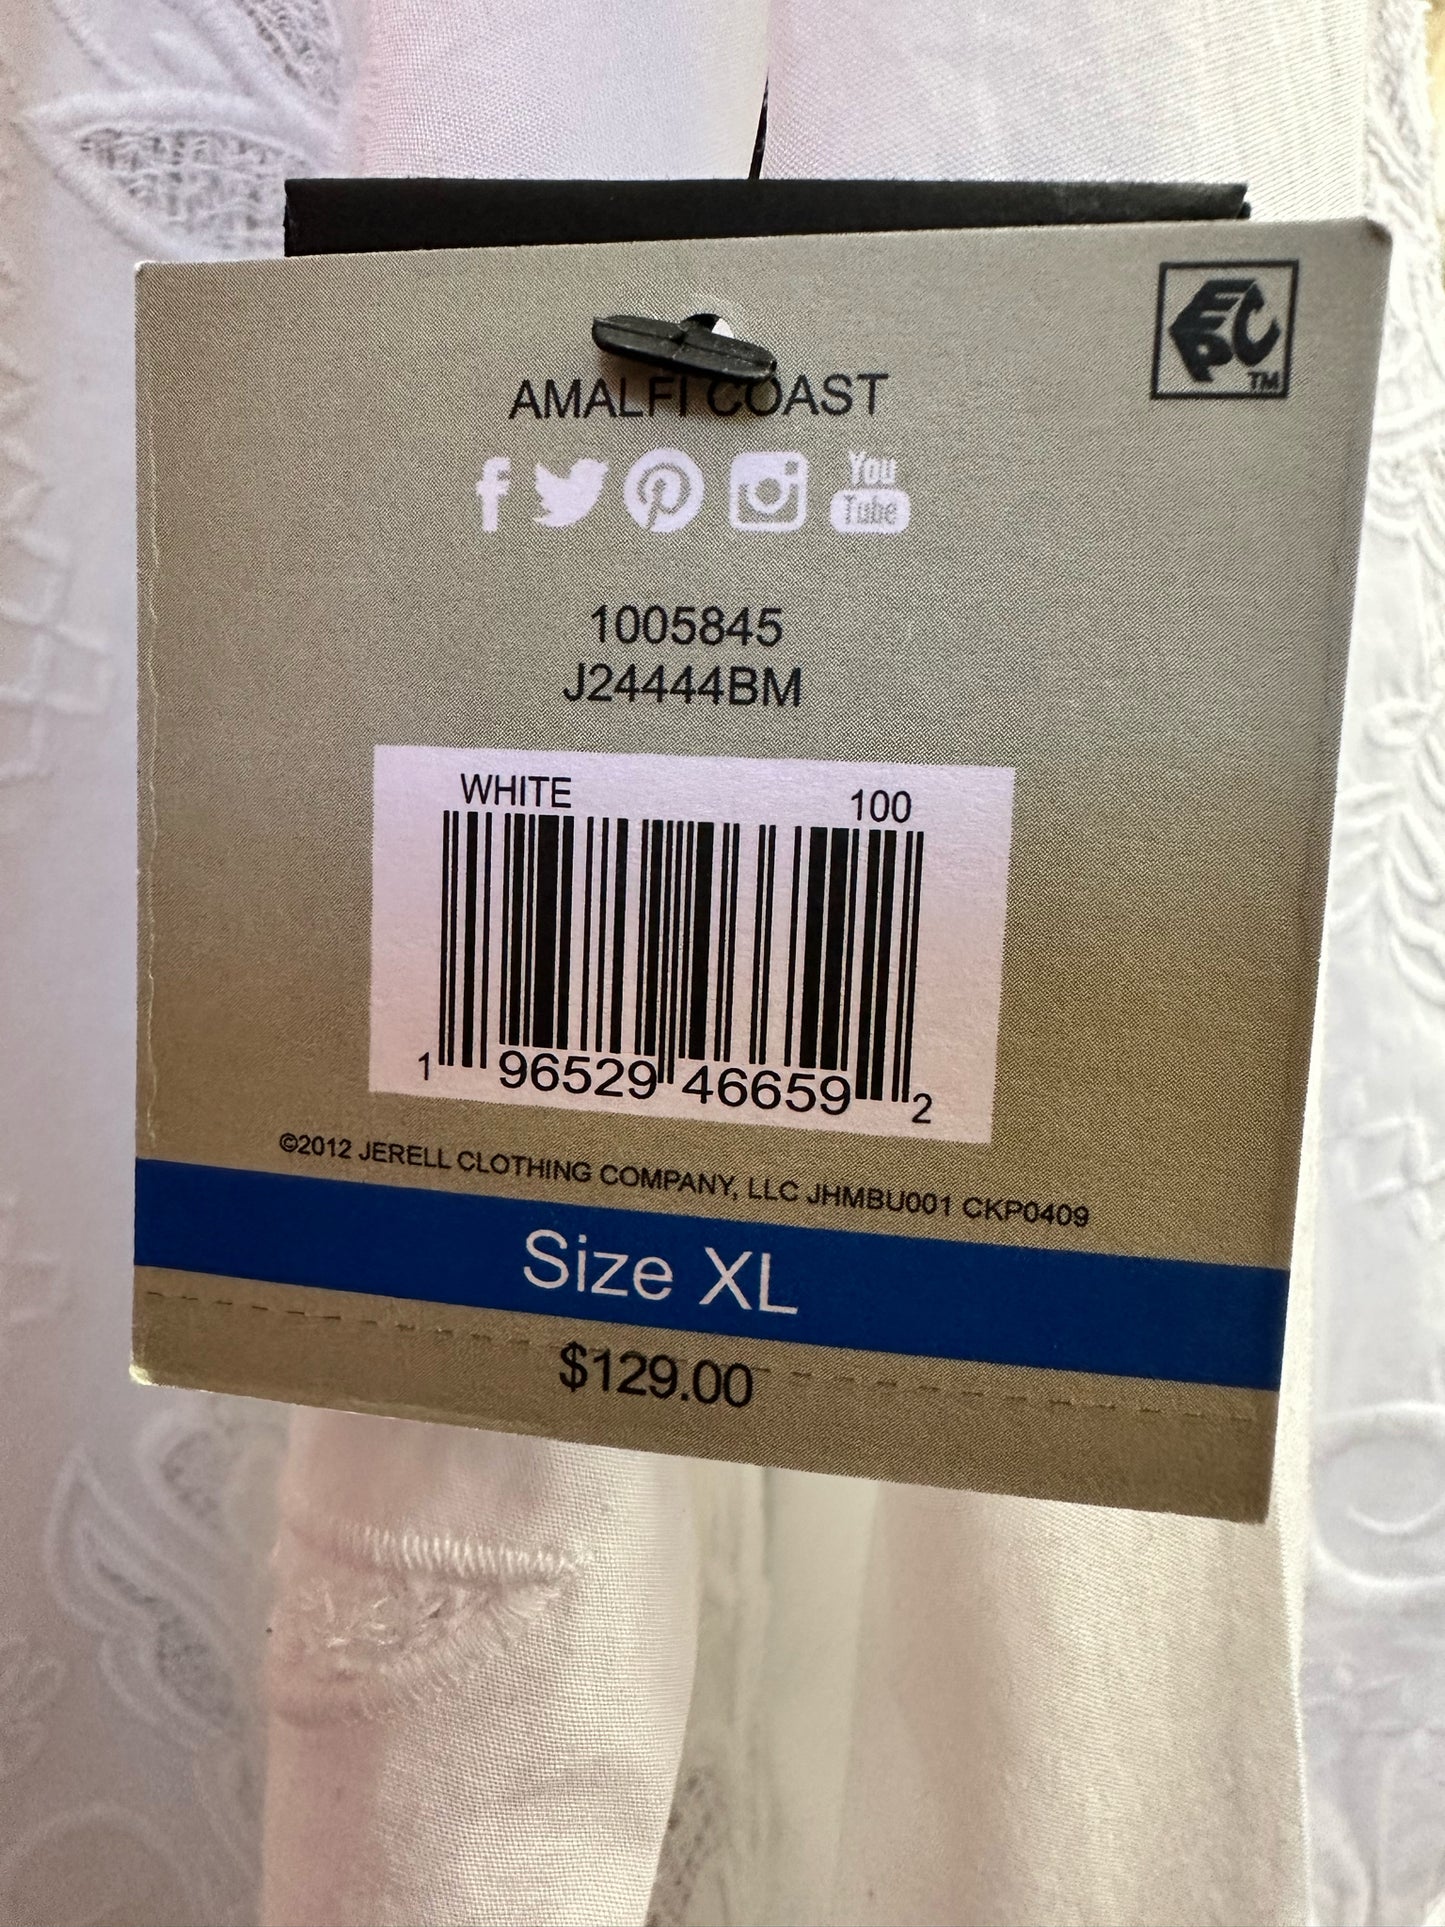 EEPC™
AMALFI COAST
You
Tube
1005845
J24444BM
WHITE 100
1 96529 46659 2
©2012 JERELL CLOTHING COMPANY, LLC JHMBU001 CKP0409
Size XL
$129.00